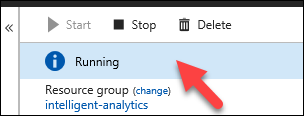 « Start Stop Delete
Running
Resource group (change)
intelligent-analytics